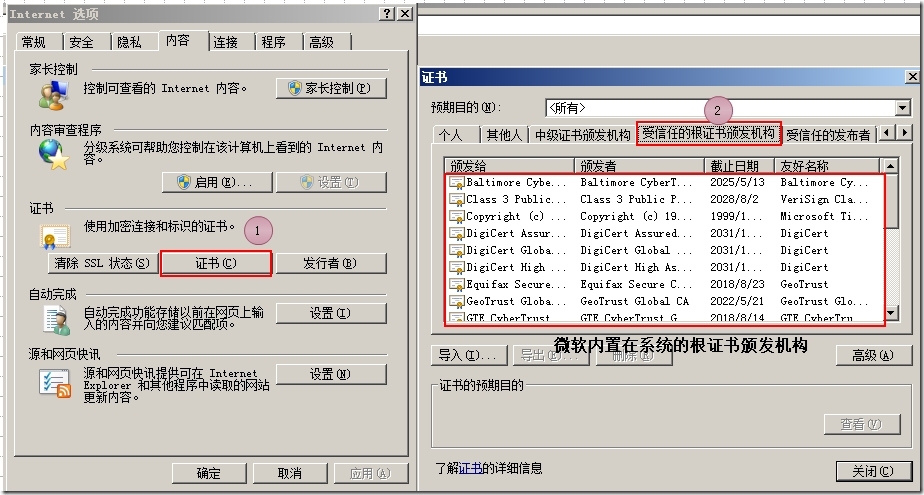 Internet 选项
常规 安全 隐私 内容 连接 程序 高级
家长控制
控制可查看的 Internet 内容。
家长控制(P)
内容审查程序
分级系统可帮助您控制在该计算机上看到的 Internet 内
容。
启用(E)... 设置(T)
证书
使用加密连接和标识的证书。
1
清除 SSL 状态(S) 证书(C) 发行者(B)
自动完成
自动完成功能存储以前在网页上输
入的内容并向您建议匹配项。
设置(I)
源和网页快讯
源和网页快讯提供可在 Internet
Explorer 和其他程序中读取的网站
更新内容。
设置(N)
确定 取消 应用(A)
证书
预期目的(N): <所有>
2
个人 其他人 中级证书颁发机构 受信任的根证书颁发机构 受信任的发布者
颁发给 颁发者 截止日期 友好名称
Baltimore Cybe... Baltimore CyberT... 2025/5/13 Baltimore Cy...
Class 3 Public... Class 3 Public P... 2028/8/2 VeriSign Cla...
Copyright (c) ... Copyright (c) 19... 1999/1... Microsoft Ti...
DigiCert Assur... DigiCert Assured... 2031/1... DigiCert
DigiCert Globa... DigiCert Global ... 2031/1... DigiCert
DigiCert High ... DigiCert High As... 2031/1... DigiCert
Equifax Secure... Equifax Secure C... 2018/8/23 GeoTrust
GeoTrust Globa... GeoTrust Global CA 2022/5/21 GeoTrust Glo...
GTE CyberTrust... GTE CyberTrust G... 2018/8/14 GTE CyberTru...
微软内置在系统的根证书颁发机构
导入(I)... 导出(E)... 删除(R) 高级(A)
证书的预期目的
查看(V)
了解证书的详细信息
关闭(C)